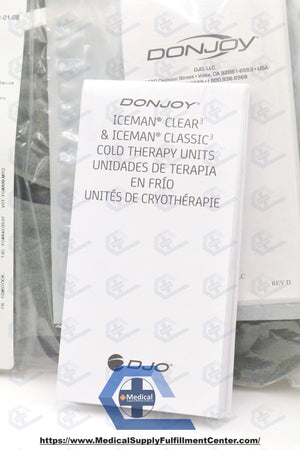 DONJOY®
DJO, LLC
DONJOY®
ICEMAN® CLEAR³
& ICEMAN® CLASSIC³
COLD THERAPY UNITS
UNIDADES DE TERAPIA
EN FRÍO
UNITÉS DE CRYOTHÉRAPIE
REV D
DJO®
Medical
https://www.MedicalSupplyFulfillmentCenter.com/